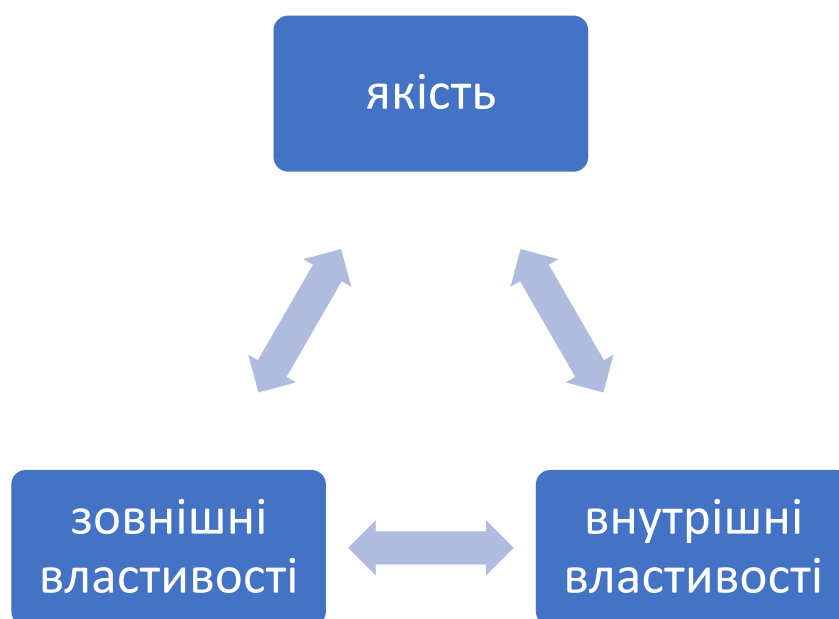 якість
зовнішні
властивості
внутрішні
властивості